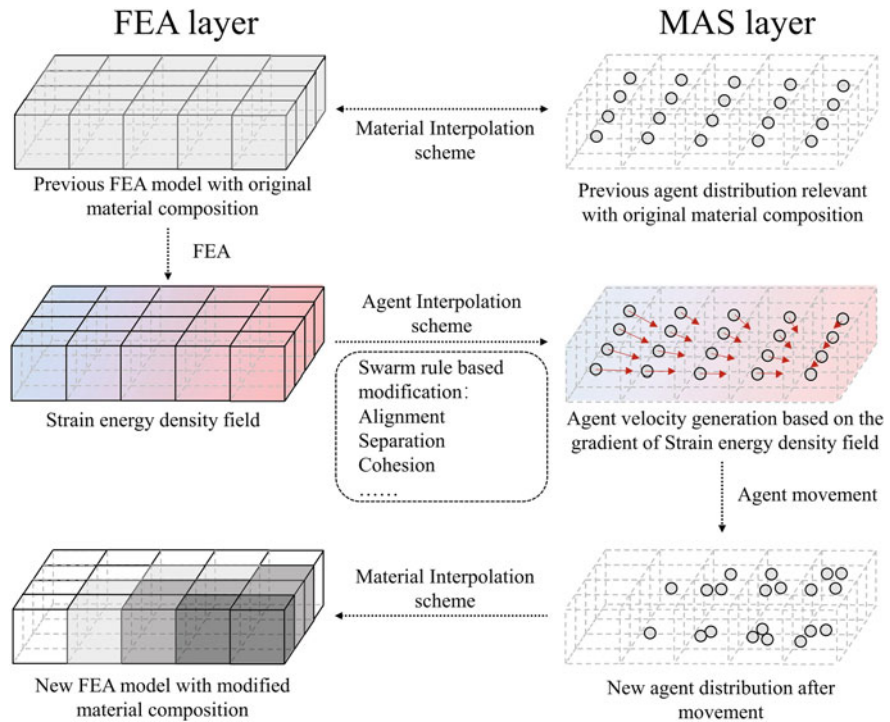 FEA layer
MAS layer
Material Interpolation
scheme
Previous FEA model with original
material composition
Previous agent distribution relevant
with original material composition
FEA
Agent Interpolation
scheme
Swarm rule based
modification:
Alignment
Separation
Cohesion
......
Strain energy density field
Agent velocity generation based on the
gradient of Strain energy density field
Agent movement
Material Interpolation
scheme
New FEA model with modified
material composition
New agent distribution after
movement